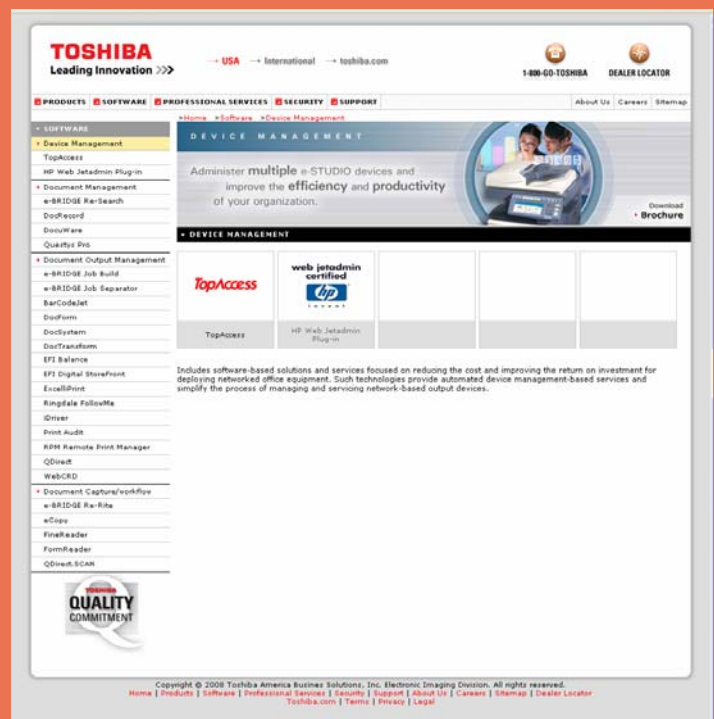 TOSHIBA
Leading Innovation >>>
→ USA → International → toshiba.com
1-800-GO-TOSHIBA
DEALER LOCATOR
PRODUCTS SOFTWARE PROFESSIONAL SERVICES SECURITY SUPPORT
About Us Careers Sitemap
SOFTWARE
Device Management
TopAccess
HP Web Jetadmin Plug-in
Document Management
e-BRIDGE Re-Search
DocRecord
DocuWare
Questys Pro
Document Output Management
e-BRIDGE Job Build
e-BRIDGE Job Separator
BarCodeJet
DocForm
DocSystem
DocTransform
EFI Balance
EFI Digital StoreFront
ExcelliPrint
Ringdale FollowMe
iDriver
Print Audit
RPM Remote Print Manager
QDirect
WebCRD
Document Capture/workflow
e-BRIDGE Re-Rite
eCopy
FineReader
FormReader
QDirect.SCAN
TOSHIBA
QUALITY
COMMITMENT
>Home >Software >Device Management
DEVICE MANAGEMENT
Administer multiple e-STUDIO devices and
improve the efficiency and productivity
of your organization.
Download
Brochure
DEVICE MANAGEMENT
TopAccess
web jetadmin
certified
hp
invent
TopAccess
HP Web Jetadmin
Plug-in
Includes software-based solutions and services focused on reducing the cost and improving the return on investment for
deploying networked office equipment. Such technologies provide automated device management-based services and
simplify the process of managing and servicing network-based output devices.
Copyright © 2008 Toshiba America Busines Solutions, Inc. Electronic Imaging Division. All rights reserved.
Home | Products | Software | Professional Services | Security | Support | About Us | Careers | Sitemap | Dealer Locator
Toshiba.com | Terms | Privacy | Legal